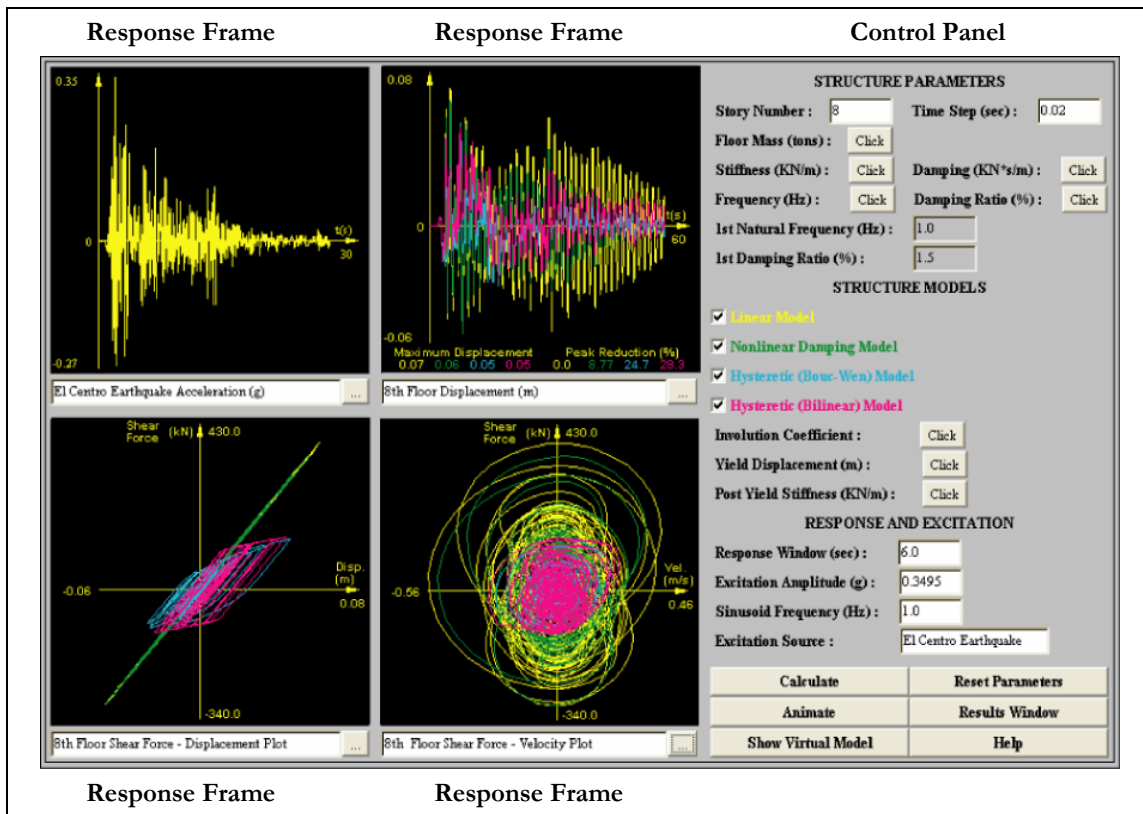 Response Frame
Response Frame
Control Panel
0.35
0
t(s)
30
-0.27
El Centro Earthquake Acceleration (g)
...
0.08
0
t(s)
60
-0.06
Maximum Displacement Peak Reduction (%)
0.07 0.06 0.05 0.05 0.0 8.77 24.7 28.3
8th Floor Displacement (m)
...
Shear Force (kN) 430.0
-0.06
Disp. (m)
0.08
-340.0
8th Floor Shear Force - Displacement Plot
...
Shear Force (kN) 430.0
-0.56
Vel. (m/s)
0.46
-340.0
8th Floor Shear Force - Velocity Plot
...
STRUCTURE PARAMETERS
Story Number : 8 Time Step (sec) : 0.02
Floor Mass (tons) : Click
Stiffness (KN/m) : Click Damping (KN*s/m) : Click
Frequency (Hz) : Click Damping Ratio (%) : Click
1st Natural Frequency (Hz) : 1.0
1st Damping Ratio (%) : 1.5
STRUCTURE MODELS
Linear Model
Nonlinear Damping Model
Hysteretic (Bouc-Wen) Model
Hysteretic (Bilinear) Model
Involution Coefficient : Click
Yield Displacement (m) : Click
Post Yield Stiffness (KN/m) : Click
RESPONSE AND EXCITATION
Response Window (sec) : 6.0
Excitation Amplitude (g) : 0.3495
Sinusoid Frequency (Hz) : 1.0
Excitation Source : El Centro Earthquake
Calculate Reset Parameters
Animate Results Window
Show Virtual Model Help
Response Frame
Response Frame